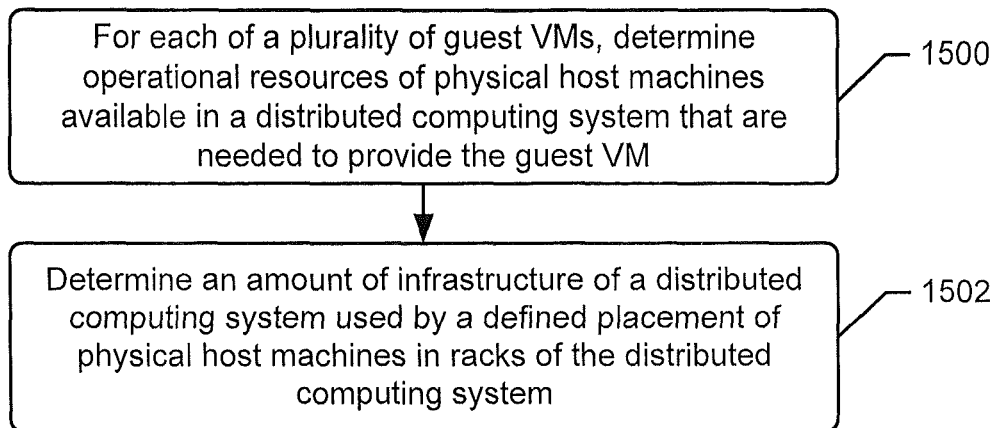 For each of a plurality of guest VMs, determine
operational resources of physical host machines
available in a distributed computing system that are
needed to provide the guest VM
1500
Determine an amount of infrastructure of a distributed
computing system used by a defined placement of
physical host machines in racks of the distributed
computing system
1502